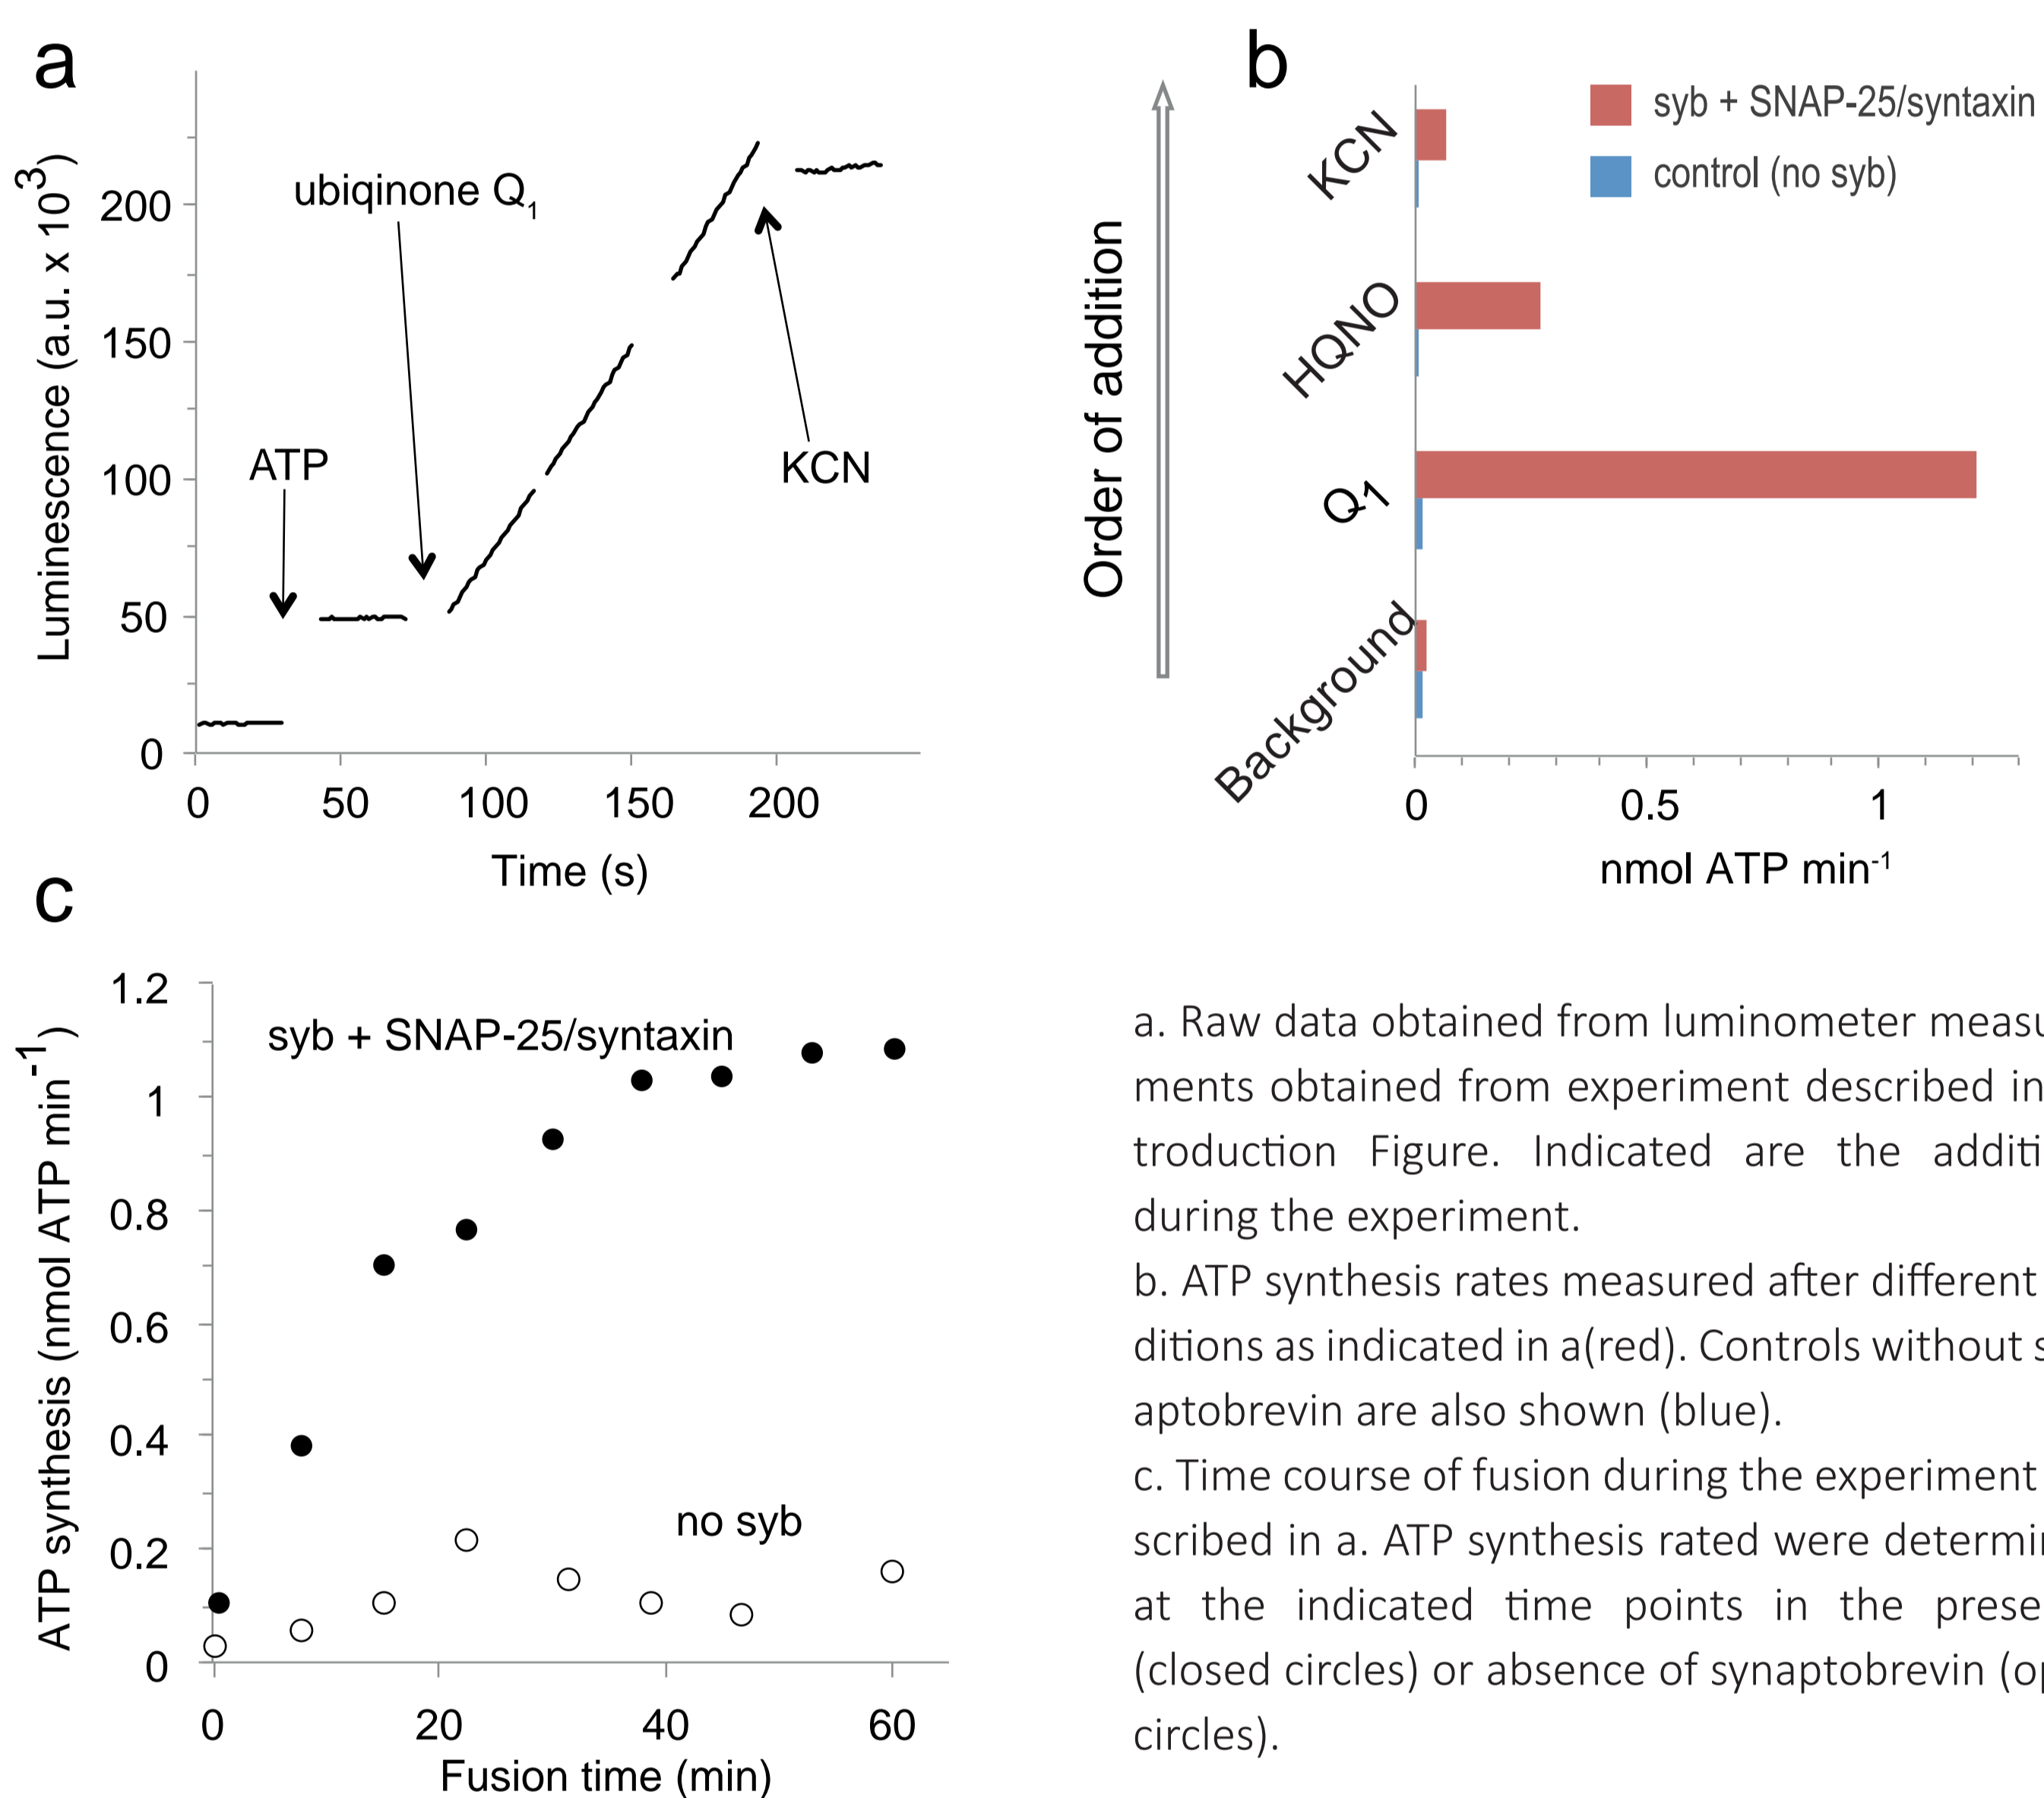 a
Luminescence (a.u. x 10³)
200
150
100
50
0
0 50 100 150 200
Time (s)
ATP
ubiqinone Q₁
KCN
b
Order of addition
syb + SNAP-25/syntaxin
control (no syb)
KCN
HQNO
Q1
Background
0 0.5 1
nmol ATP min⁻¹
c
ATP synthesis (nmol ATP min⁻¹)
1.2
1
0.8
0.6
0.4
0.2
0
syb + SNAP-25/syntaxin
no syb
0 20 40 60
Fusion time (min)
a. Raw data obtained from luminometer measu
ments obtained from experiment described in
troduction Figure. Indicated are the additi
during the experiment.
b. ATP synthesis rates measured after different
ditions as indicated in a(red). Controls without s
aptobrevin are also shown (blue).
c. Time course of fusion during the experiment
scribed in a. ATP synthesis rated were determi
at the indicated time points in the prese
(closed circles) or absence of synaptobrevin (o
circles).